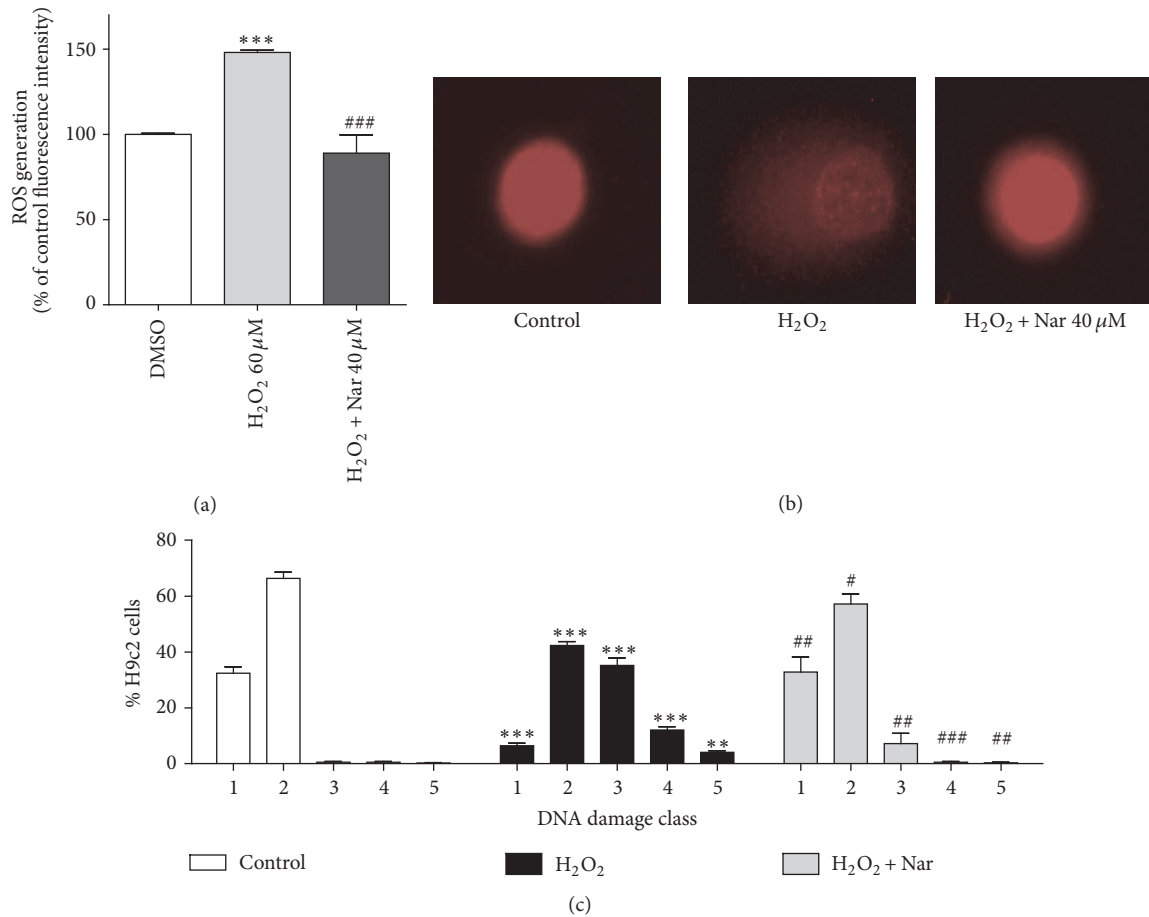 ROS generation
(% of control fluorescence intensity)
150
100
50
0
***
###
DMSO
H₂O₂ 60 μM
H₂O₂ + Nar 40 μM
(a)
Control
H₂O₂
H₂O₂ + Nar 40 μM
(b)
% H9c2 cells
80
60
40
20
0
*** *** *** *** **
## # ## ### ##
1 2 3 4 5 1 2 3 4 5 1 2 3 4 5
DNA damage class
Control H₂O₂ H₂O₂ + Nar
(c)